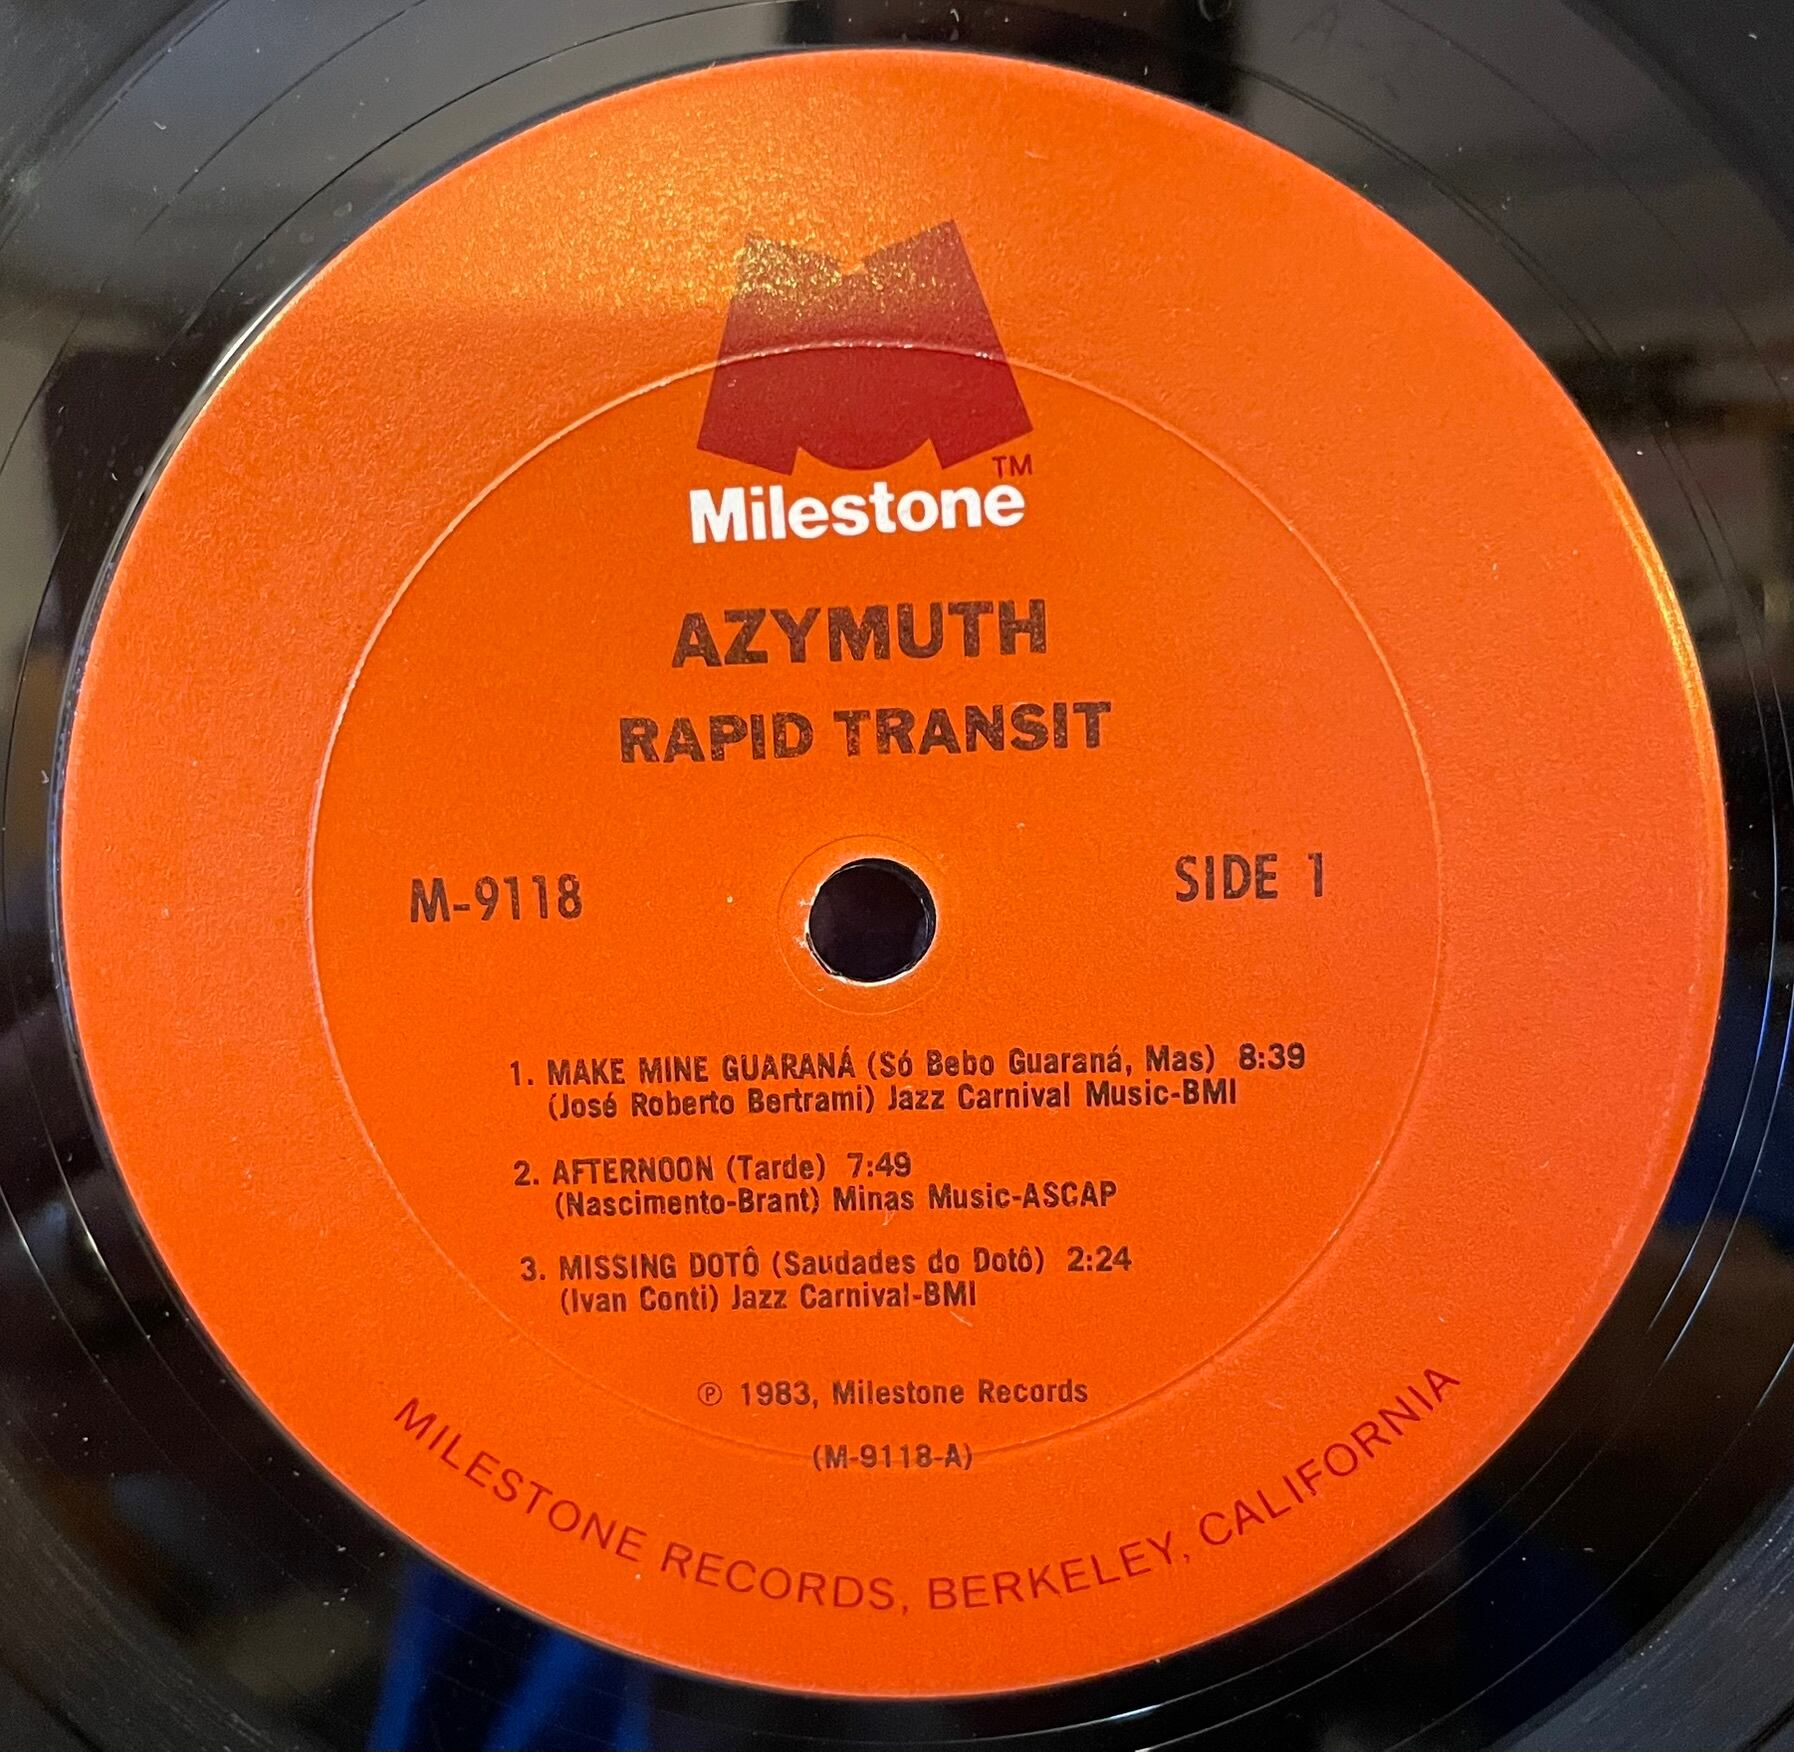 TM
Milestone
AZYMUTH
RAPID TRANSIT
M-9118
SIDE 1
1. MAKE MINE GUARANÁ (Só Bebo Guaraná, Mas) 8:39
(José Roberto Bertrami) Jazz Carnival Music-BMI
2. AFTERNOON (Tarde) 7:49
(Nascimento-Brant) Minas Music-ASCAP
3. MISSING DOTÔ (Saudades do Dotô) 2:24
(Ivan Conti) Jazz Carnival-BMI
℗ 1983, Milestone Records
(M-9118-A)
MILESTONE RECORDS, BERKELEY, CALIFORNIA